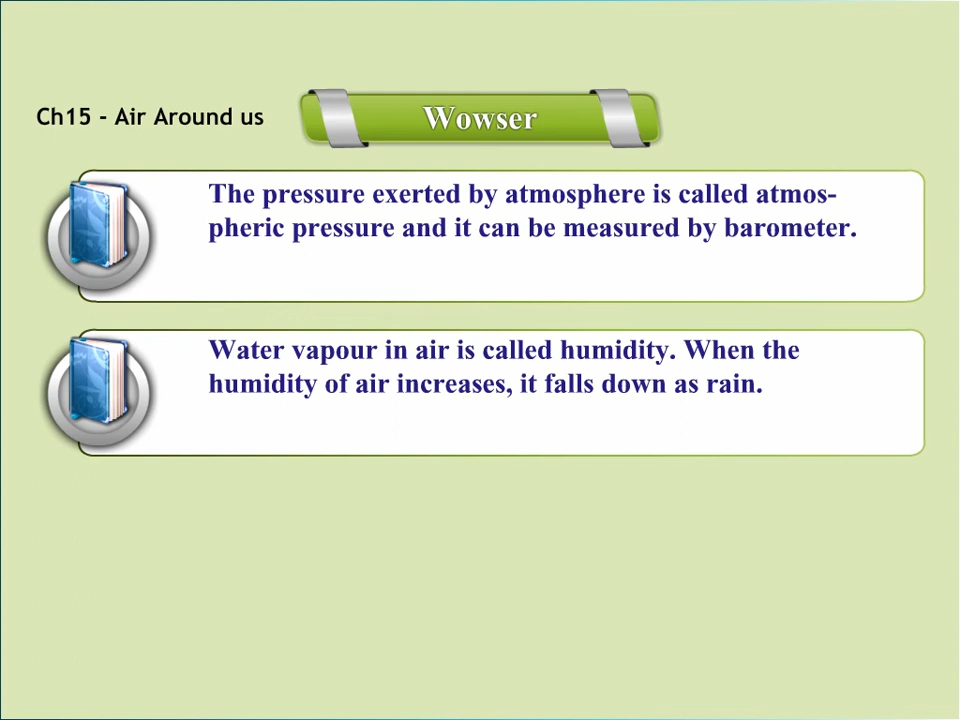 Ch15 - Air Around us
Wowser
The pressure exerted by atmosphere is called atmos-
pheric pressure and it can be measured by barometer.
Water vapour in air is called humidity. When the
humidity of air increases, it falls down as rain.